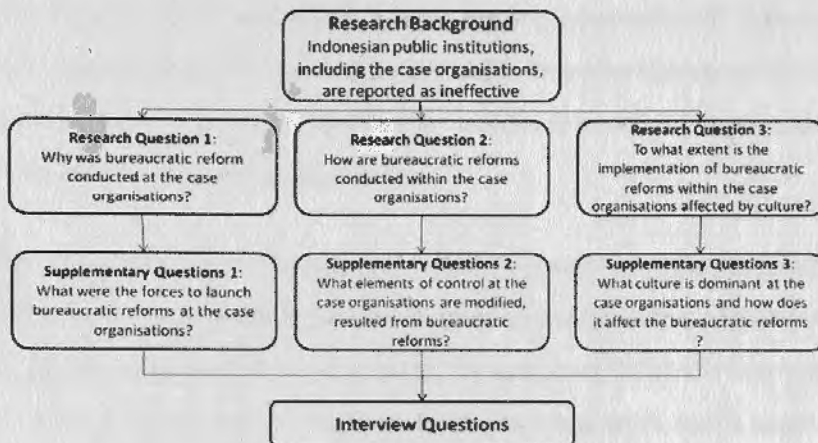 Research Background
Indonesian public institutions,
including the case organisations,
are reported as ineffective
Research Question 1:
Why was bureaucratic reform
conducted at the case
organisations?
Research Question 2:
How are bureaucratic reforms
conducted within the case
organisations?
Research Question 3:
To what extent is the
implementation of bureaucratic
reforms within the case
organisations affected by culture?
Supplementary Questions 1:
What were the forces to launch
bureaucratic reforms at the case
organisations?
Supplementary Questions 2:
What elements of control at the
case organisations are modified,
resulted from bureaucratic
reforms?
Supplementary Questions 3:
What culture is dominant at the
case organisations and how does
it affect the bureaucratic reforms
?
Interview Questions